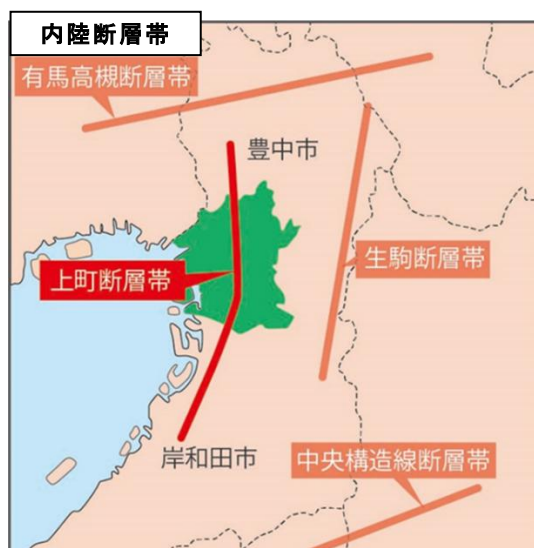 内陸断層帯
有馬高槻断層帯
豊中市
生駒断層帯
上町断層帯
岸和田市
中央構造線断層帯